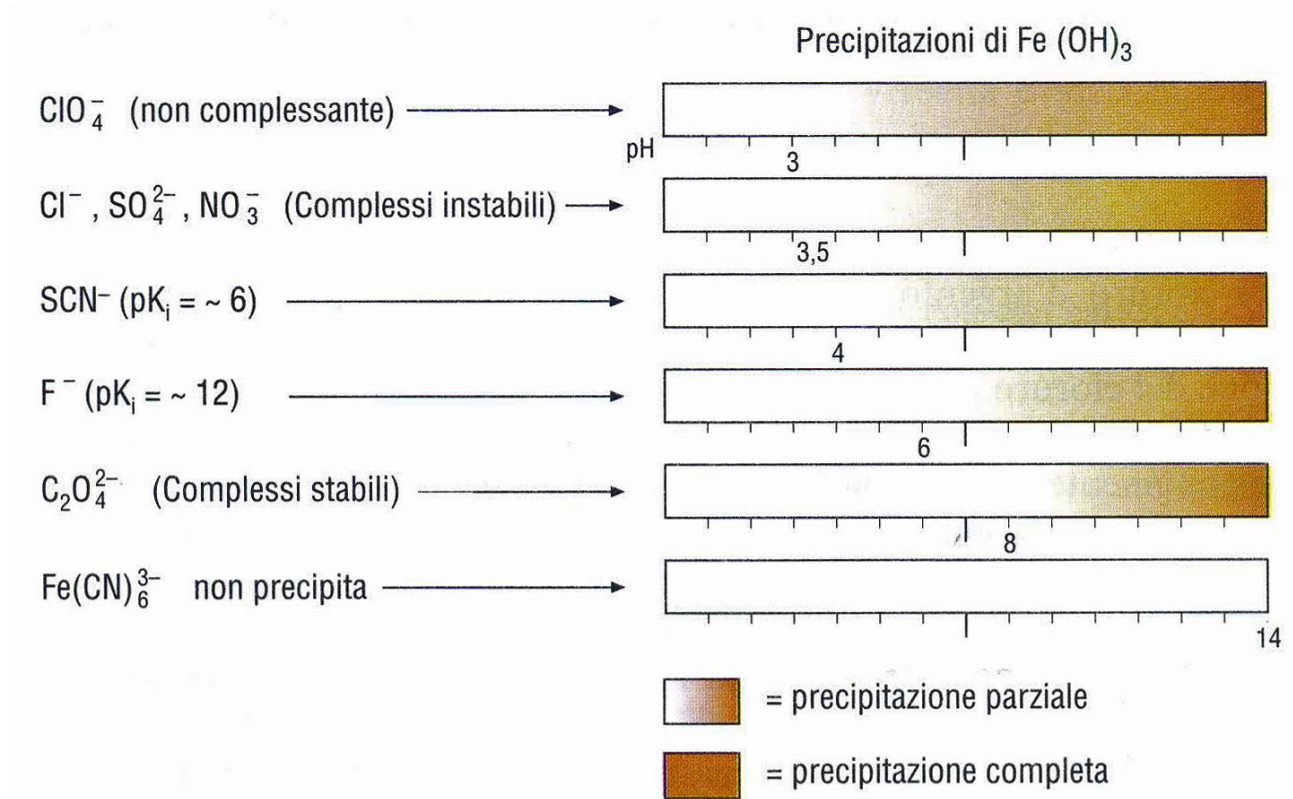 Precipitazioni di Fe (OH)₃
ClO₄⁻ (non complessante)
pH
3
Cl⁻, SO₄²⁻, NO₃⁻ (Complessi instabili)
3,5
SCN⁻ (pKᵢ = ~ 6)
4
F⁻ (pKᵢ = ~ 12)
6
C₂O₄²⁻ (Complessi stabili)
8
Fe(CN)₆³⁻ non precipita
14
= precipitazione parziale
= precipitazione completa